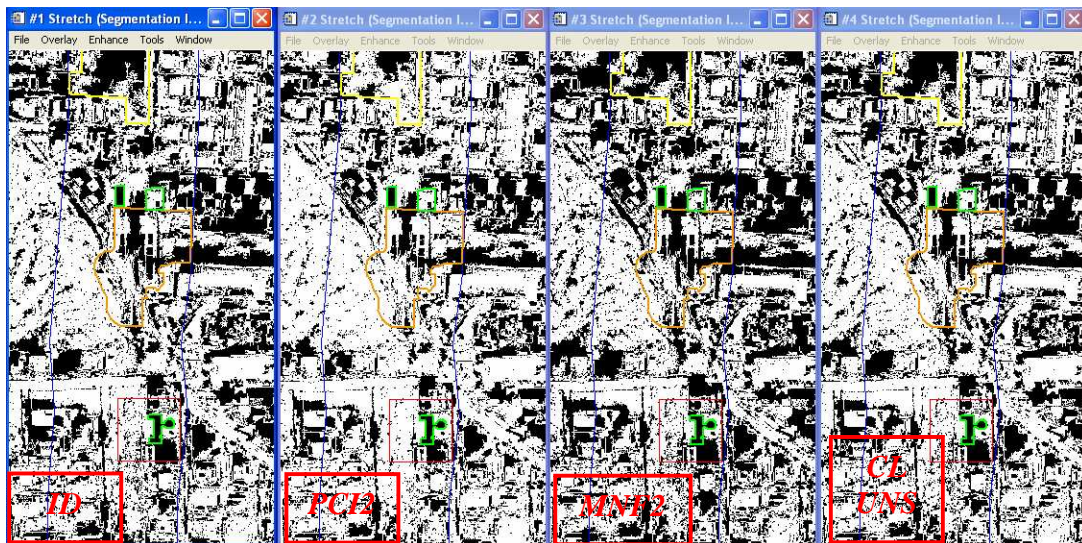 #1 Stretch (Segmentation I...
File Overlay Enhance Tools Window
#2 Stretch (Segmentation I...
File Overlay Enhance Tools Window
#3 Stretch (Segmentation I...
File Overlay Enhance Tools Window
#4 Stretch (Segmentation I...
File Overlay Enhance Tools Window
ID
PCI2
MNF2
CL
UNS